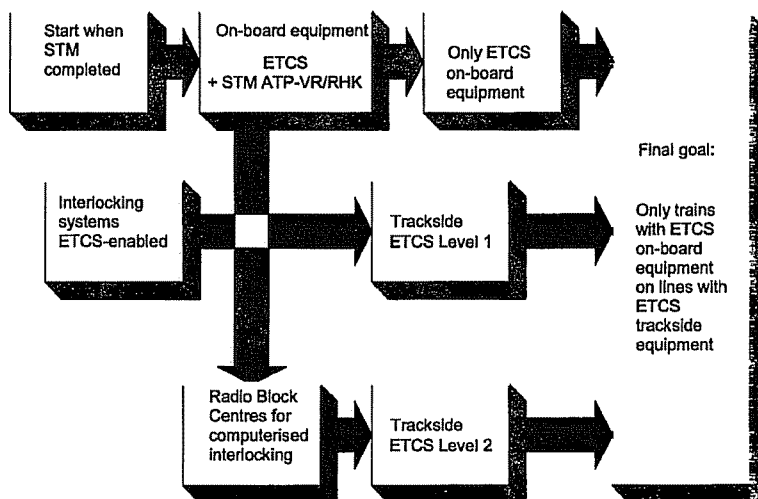 Start when
STM
completed
On-board equipment
ETCS
+ STM ATP-VR/RHK
Only ETCS
on-board
equipment
Interlocking
systems
ETCS-enabled
Trackside
ETCS Level 1
Radio Block
Centres for
computerised
interlocking
Trackside
ETCS Level 2
Final goal:
Only trains
with ETCS
on-board
equipment
on lines with
ETCS
trackside
equipment